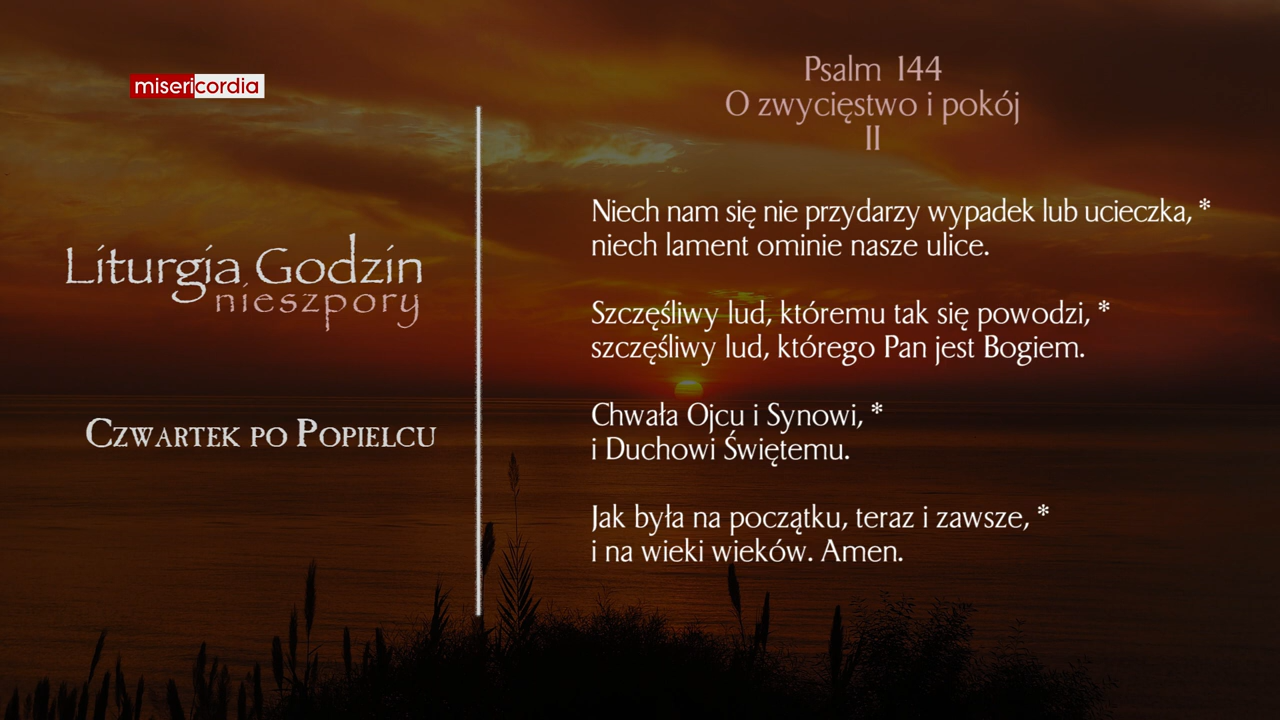 misericordia
Liturgia Godzin
nieszpory
Czwartek po Popielcu
Psalm 144
O zwycięstwo i pokój
II
Niech nam się nie przydarzy wypadek lub ucieczka, *
niech lament ominie nasze ulice.
Szczęśliwy lud, któremu tak się powodzi, *
szczęśliwy lud, którego Pan jest Bogiem.
Chwała Ojcu i Synowi, *
i Duchowi Świętemu.
Jak była na początku, teraz i zawsze, *
i na wieki wieków. Amen.